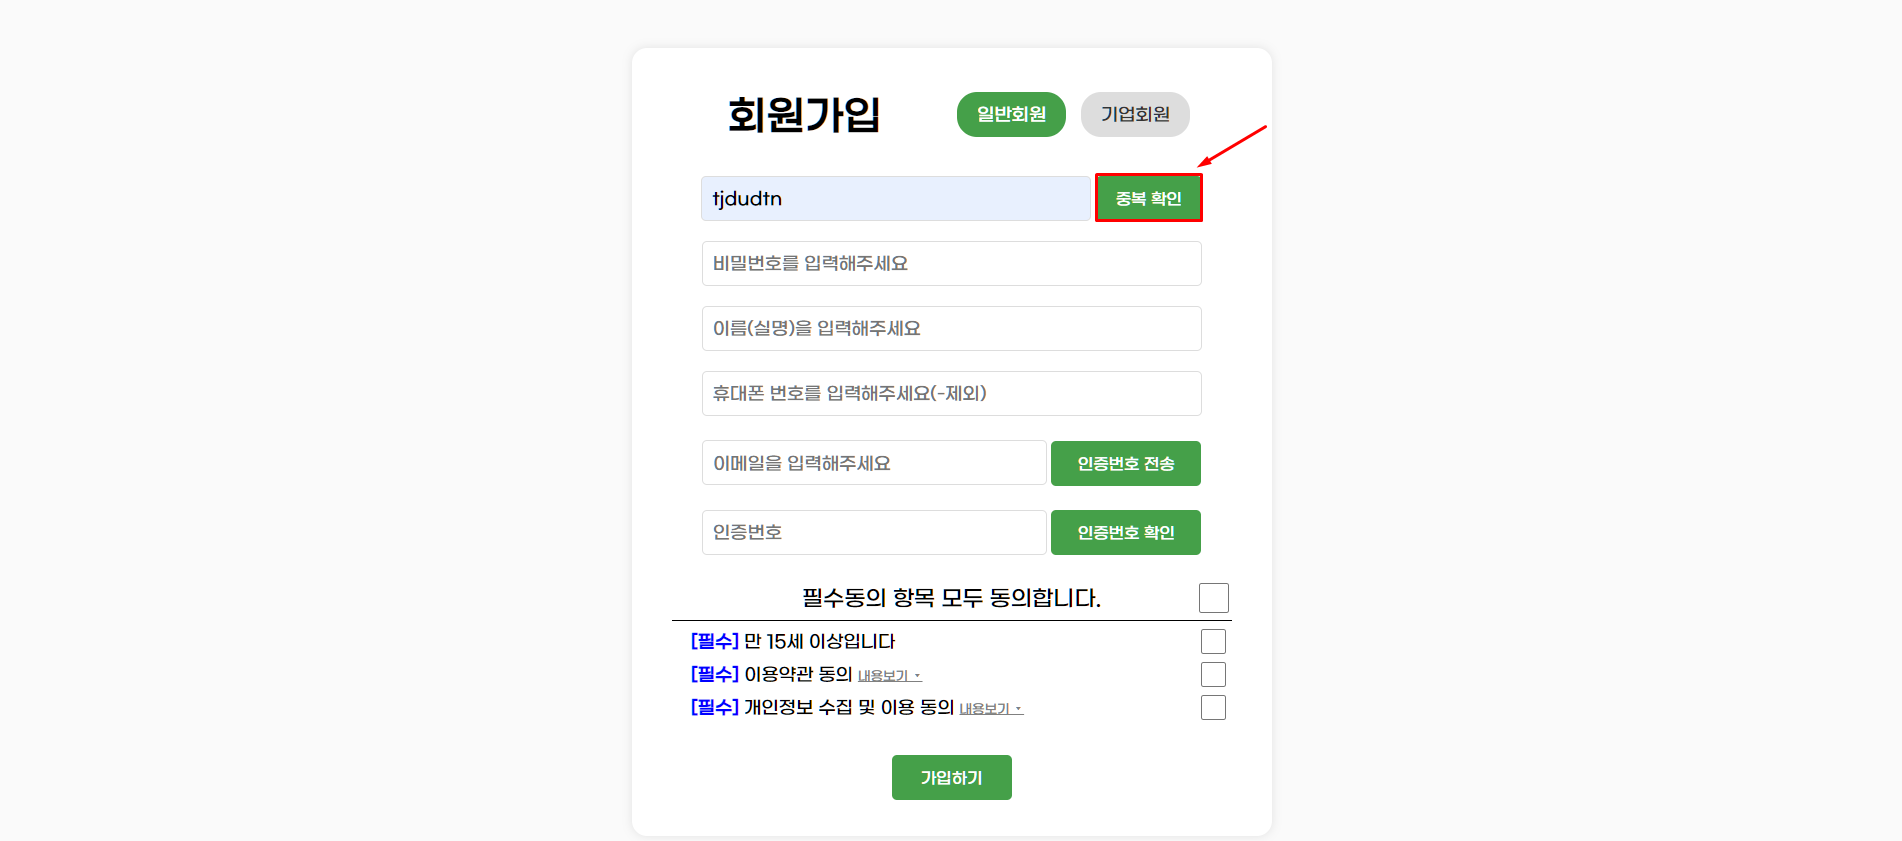 회원가입 일반회원 기업회원
tjdudtn 중복 확인
비밀번호를 입력해주세요
이름(실명)을 입력해주세요
휴대폰 번호를 입력해주세요(-제외)
이메일을 입력해주세요 인증번호 전송
인증번호 인증번호 확인
필수동의 항목 모두 동의합니다.
[필수] 만 15세 이상입니다
[필수] 이용약관 동의 내용보기
[필수] 개인정보 수집 및 이용 동의 내용보기
가입하기